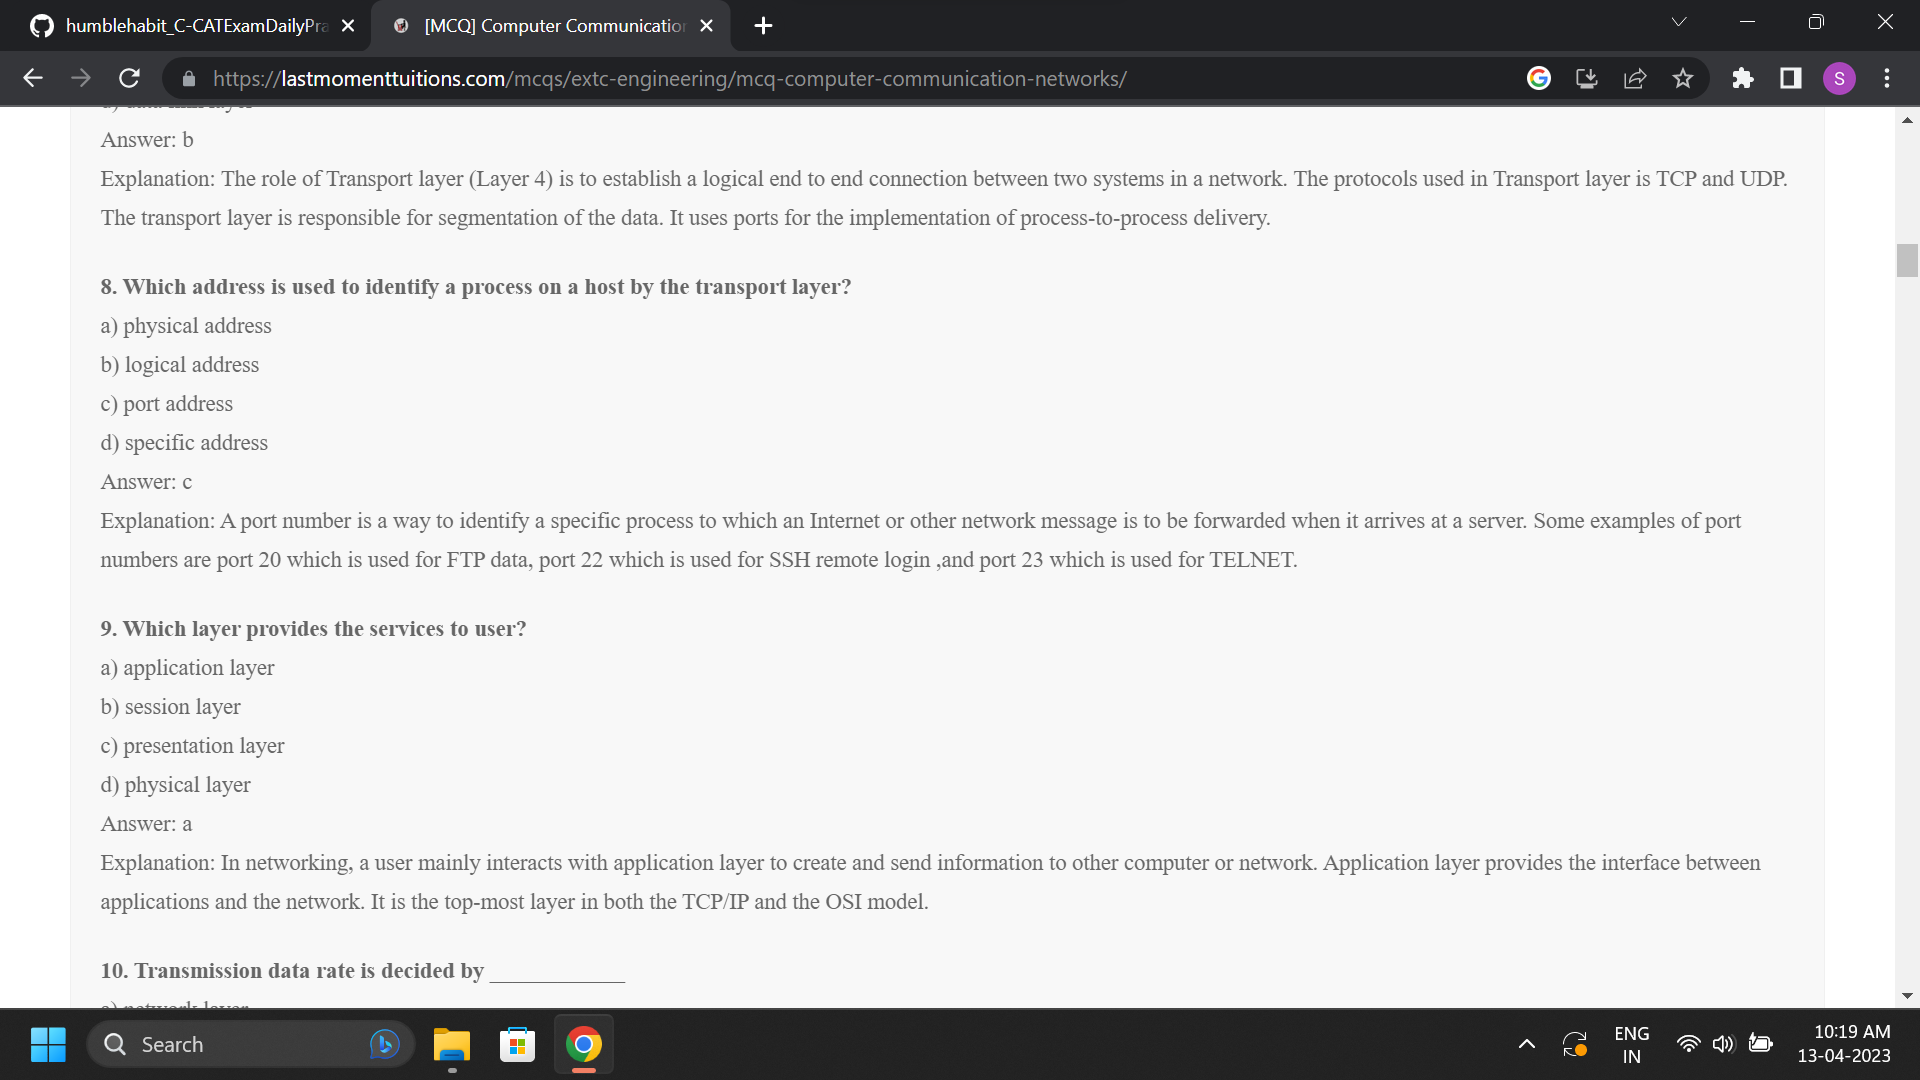 humblehabit_C-CATExamDailyPra
[MCQ] Computer Communication
https://lastmomenttuitions.com/mcqs/extc-engineering/mcq-computer-communication-networks/
S
Answer: b
Explanation: The role of Transport layer (Layer 4) is to establish a logical end to end connection between two systems in a network. The protocols used in Transport layer is TCP and UDP.
The transport layer is responsible for segmentation of the data. It uses ports for the implementation of process-to-process delivery.
8. Which address is used to identify a process on a host by the transport layer?
a) physical address
b) logical address
c) port address
d) specific address
Answer: c
Explanation: A port number is a way to identify a specific process to which an Internet or other network message is to be forwarded when it arrives at a server. Some examples of port
numbers are port 20 which is used for FTP data, port 22 which is used for SSH remote login ,and port 23 which is used for TELNET.
9. Which layer provides the services to user?
a) application layer
b) session layer
c) presentation layer
d) physical layer
Answer: a
Explanation: In networking, a user mainly interacts with application layer to create and send information to other computer or network. Application layer provides the interface between
applications and the network. It is the top-most layer in both the TCP/IP and the OSI model.
10. Transmission data rate is decided by ____________
a) network layer
Search
ENG
IN
10:19 AM
13-04-2023